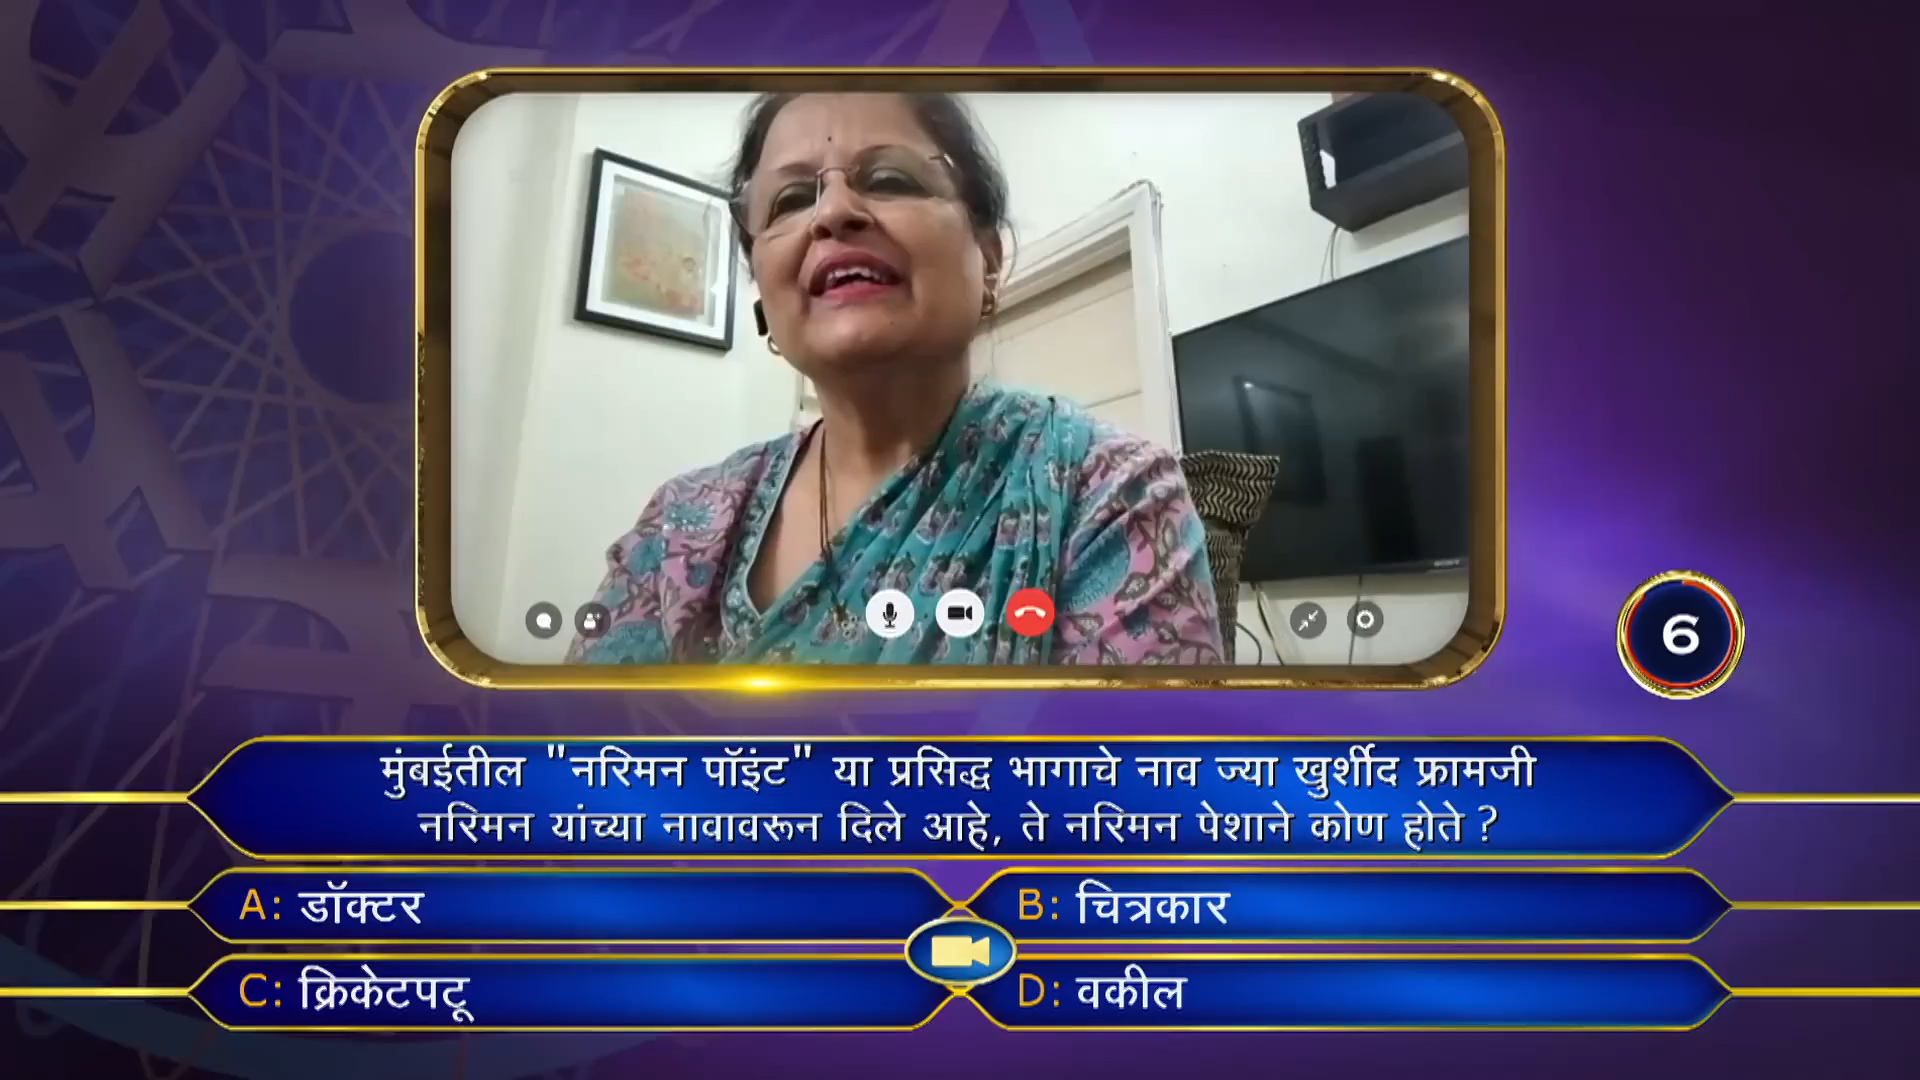 6
मुंबईतील "नरिमन पॉइंट" या प्रसिद्ध भागाचे नाव ज्या खुर्शीद फ्रामजी
नरिमन यांच्या नावावरून दिले आहे, ते नरिमन पेशाने कोण होते ?
A: डॉक्टर
B: चित्रकार
C: क्रिकेटपटू
D: वकील